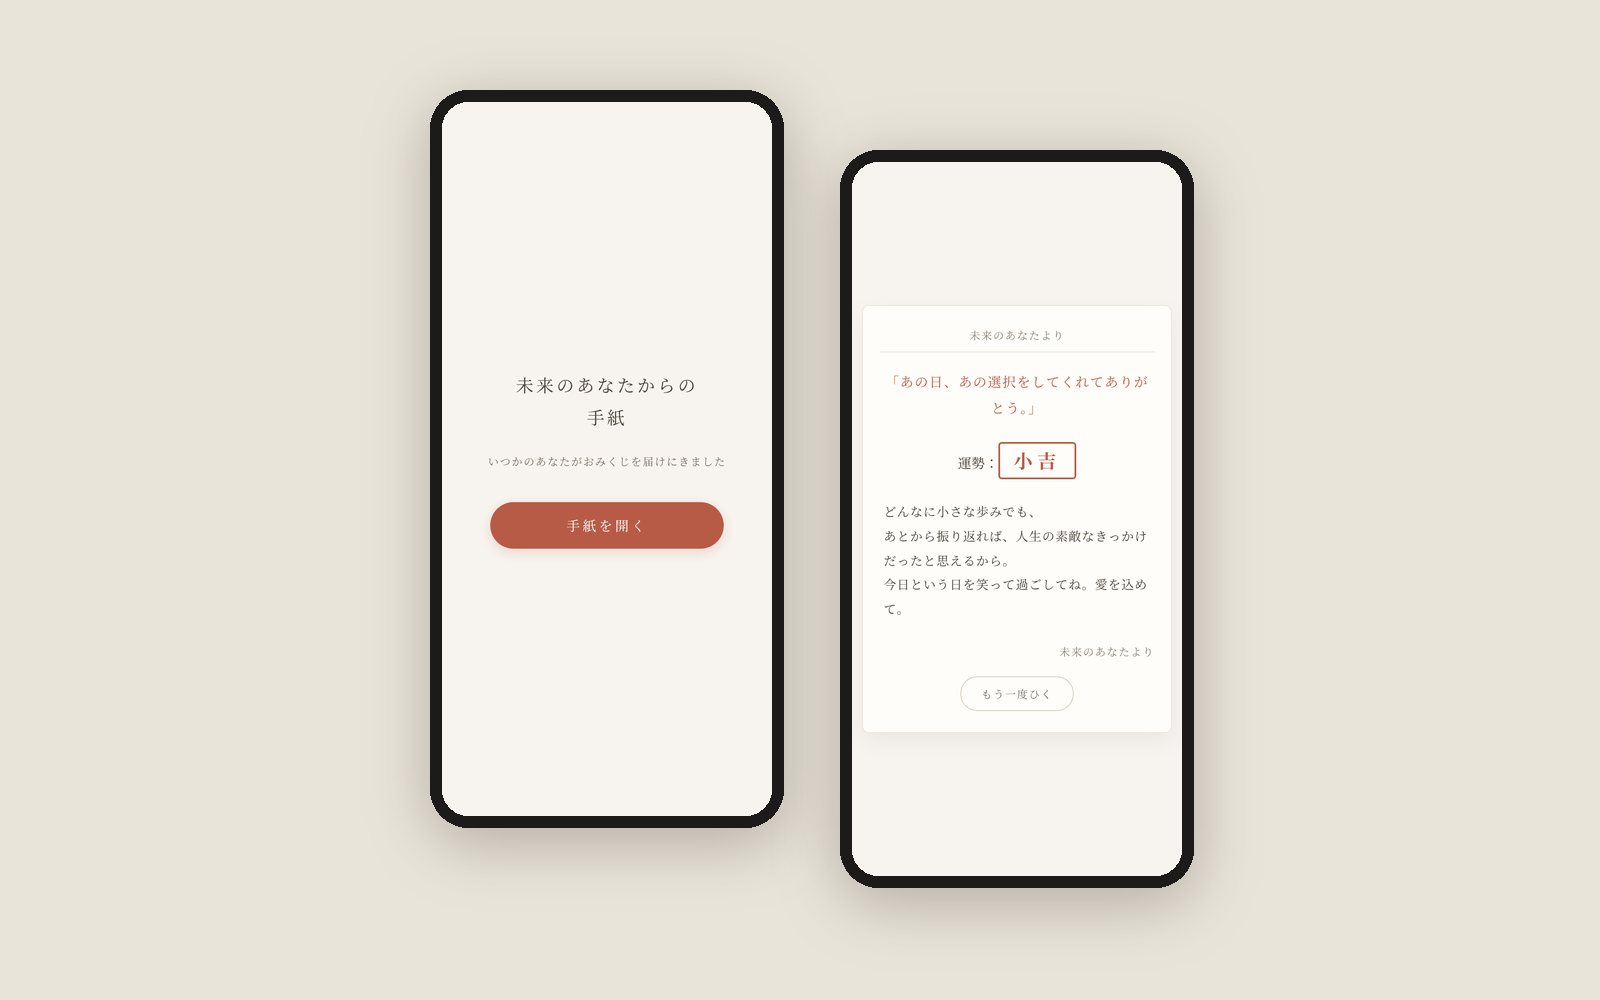 未来のあなたからの
手紙
いつかのあなたがおみくじを届けにきました
手紙を開く
未来のあなたより
「あの日、あの選択をしてくれてありが
とう。」
運勢：小吉
どんなに小さな歩みでも、
あとから振り返れば、人生の素敵なきっかけ
だったと思えるから。
今日という日を笑って過ごしてね。愛を込め
て。
未来のあなたより
もう一度ひく